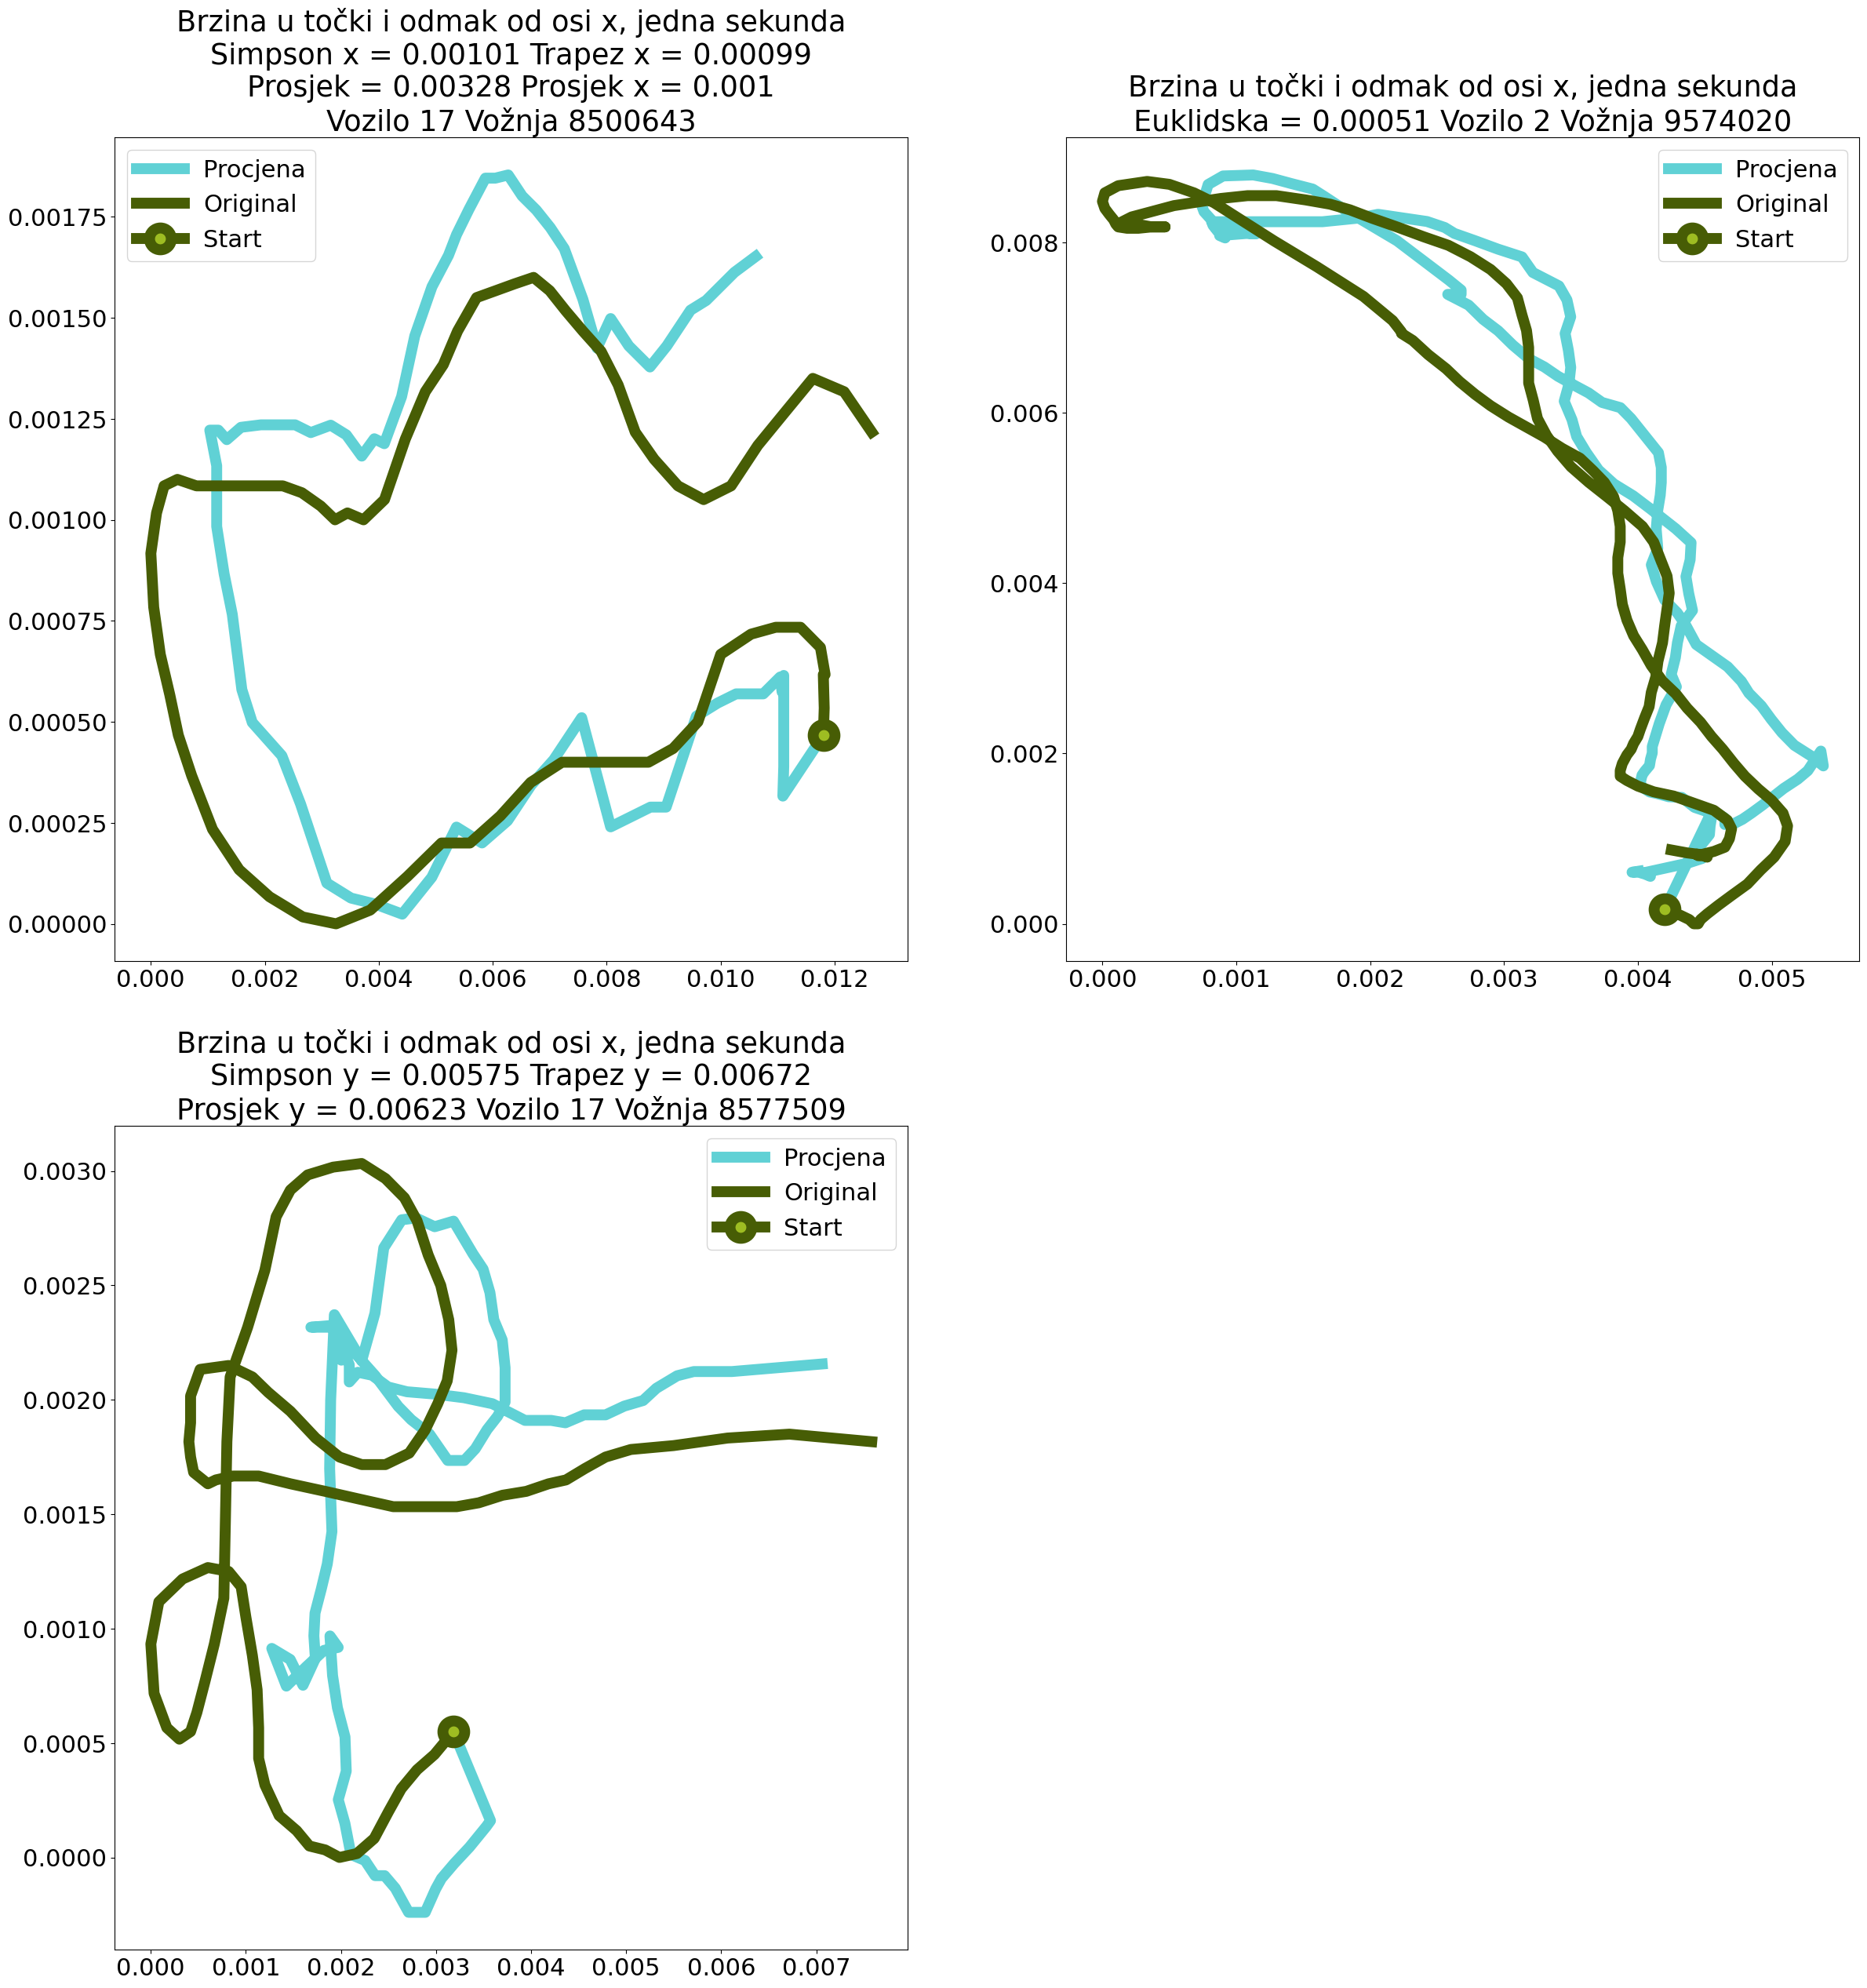 Brzina u točki i odmak od osi x, jedna sekunda
Simpson x = 0.00101 Trapez x = 0.00099
Prosjek = 0.00328 Prosjek x = 0.001
Vozilo 17 Vožnja 8500643
Procjena
Original
Start
0.00175
0.00150
0.00125
0.00100
0.00075
0.00050
0.00025
0.00000
0.000 0.002 0.004 0.006 0.008 0.010 0.012
Brzina u točki i odmak od osi x, jedna sekunda
Euklidska = 0.00051 Vozilo 2 Vožnja 9574020
Procjena
Original
Start
0.008
0.006
0.004
0.002
0.000
0.000 0.001 0.002 0.003 0.004 0.005
Brzina u točki i odmak od osi x, jedna sekunda
Simpson y = 0.00575 Trapez y = 0.00672
Prosjek y = 0.00623 Vozilo 17 Vožnja 8577509
Procjena
Original
Start
0.0030
0.0025
0.0020
0.0015
0.0010
0.0005
0.0000
0.000 0.001 0.002 0.003 0.004 0.005 0.006 0.007